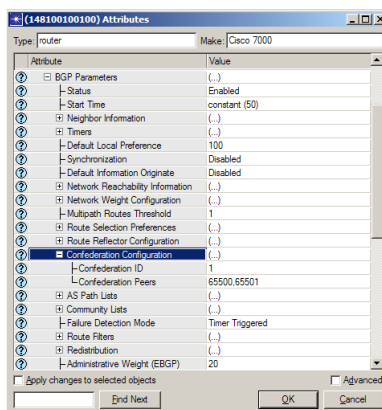 (148100100100) Attributes
Type: router Make: Cisco 7000
Attribute Value
BGP Parameters (...)
Status Enabled
Start Time constant (50)
Neighbor Information (...)
Timers (...)
Default Local Preference 100
Synchronization Disabled
Default Information Originate Disabled
Network Reachability Information (...)
Network Weight Configuration (...)
Multipath Routes Threshold 1
Route Selection Preferences (...)
Route Reflector Configuration (...)
Confederation Configuration (...)
Confederation ID 1
Confederation Peers 65500,65501
AS Path Lists (...)
Community Lists (...)
Failure Detection Mode Timer Triggered
Route Filters (...)
Redistribution (...)
Administrative Weight (EBGP) 20
Apply changes to selected objects Advanced
Find Next OK Cancel